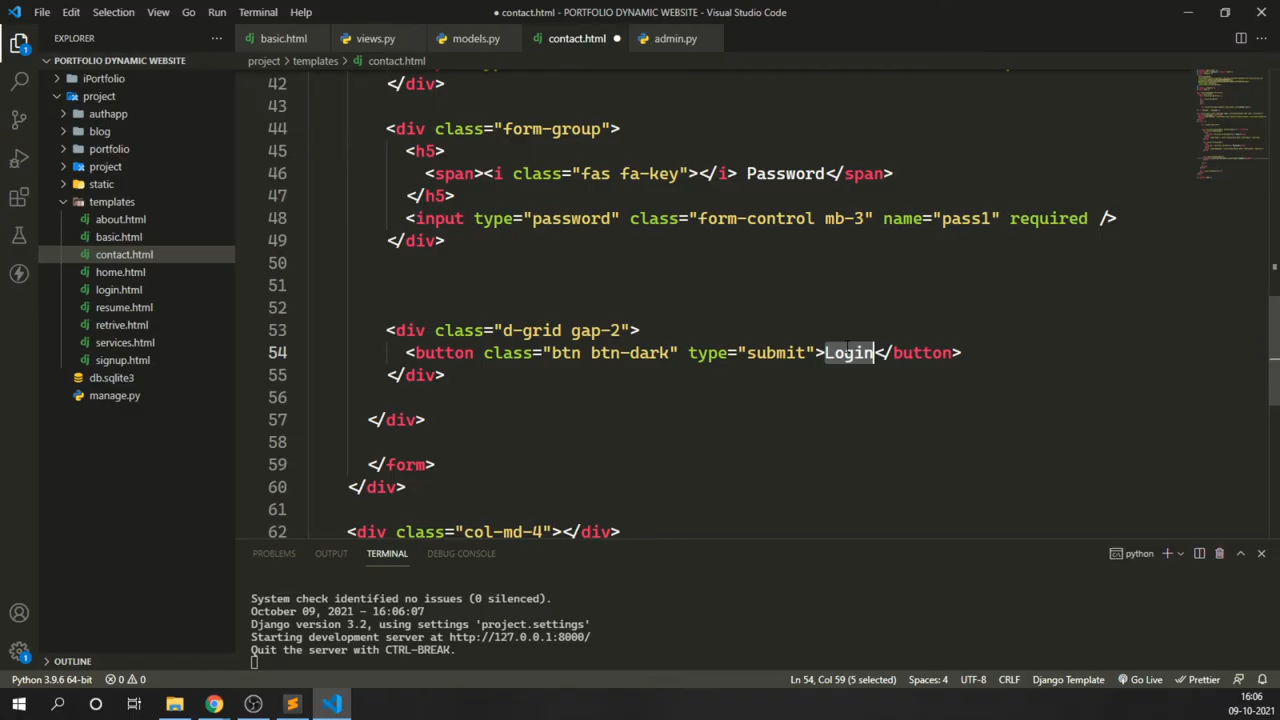 File Edit Selection View Go Run Terminal Help
● contact.html - PORTFOLIO DYNAMIC WEBSITE - Visual Studio Code
EXPLORER
basic.html
views.py
models.py
contact.html
admin.py
PORTFOLIO DYNAMIC WEBSITE
project > templates > contact.html
iPortfolio
project
authapp
blog
portfolio
project
static
templates
about.html
basic.html
contact.html
home.html
login.html
resume.html
retrive.html
services.html
signup.html
db.sqlite3
manage.py
OUTLINE
42 </div>
43
44 <div class="form-group">
45 <h5>
46 <span><i class="fas fa-key"></i> Password</span>
47 </h5>
48 <input type="password" class="form-control mb-3" name="pass1" required />
49 </div>
50
51
52
53 <div class="d-grid gap-2">
54 <button class="btn btn-dark" type="submit">Login</button>
55 </div>
56
57 </div>
58
59 </form>
60 </div>
61
62 <div class="col-md-4"></div>
PROBLEMS OUTPUT TERMINAL DEBUG CONSOLE
python
System check identified no issues (0 silenced).
October 09, 2021 - 16:06:07
Django version 3.2, using settings 'project.settings'
Starting development server at http://127.0.0.1:8000/
Quit the server with CTRL-BREAK.
Python 3.9.6 64-bit 0 0 Ln 54, Col 59 (5 selected) Spaces: 4 UTF-8 CRLF Django Template Go Live Prettier
16:06
09-10-2021